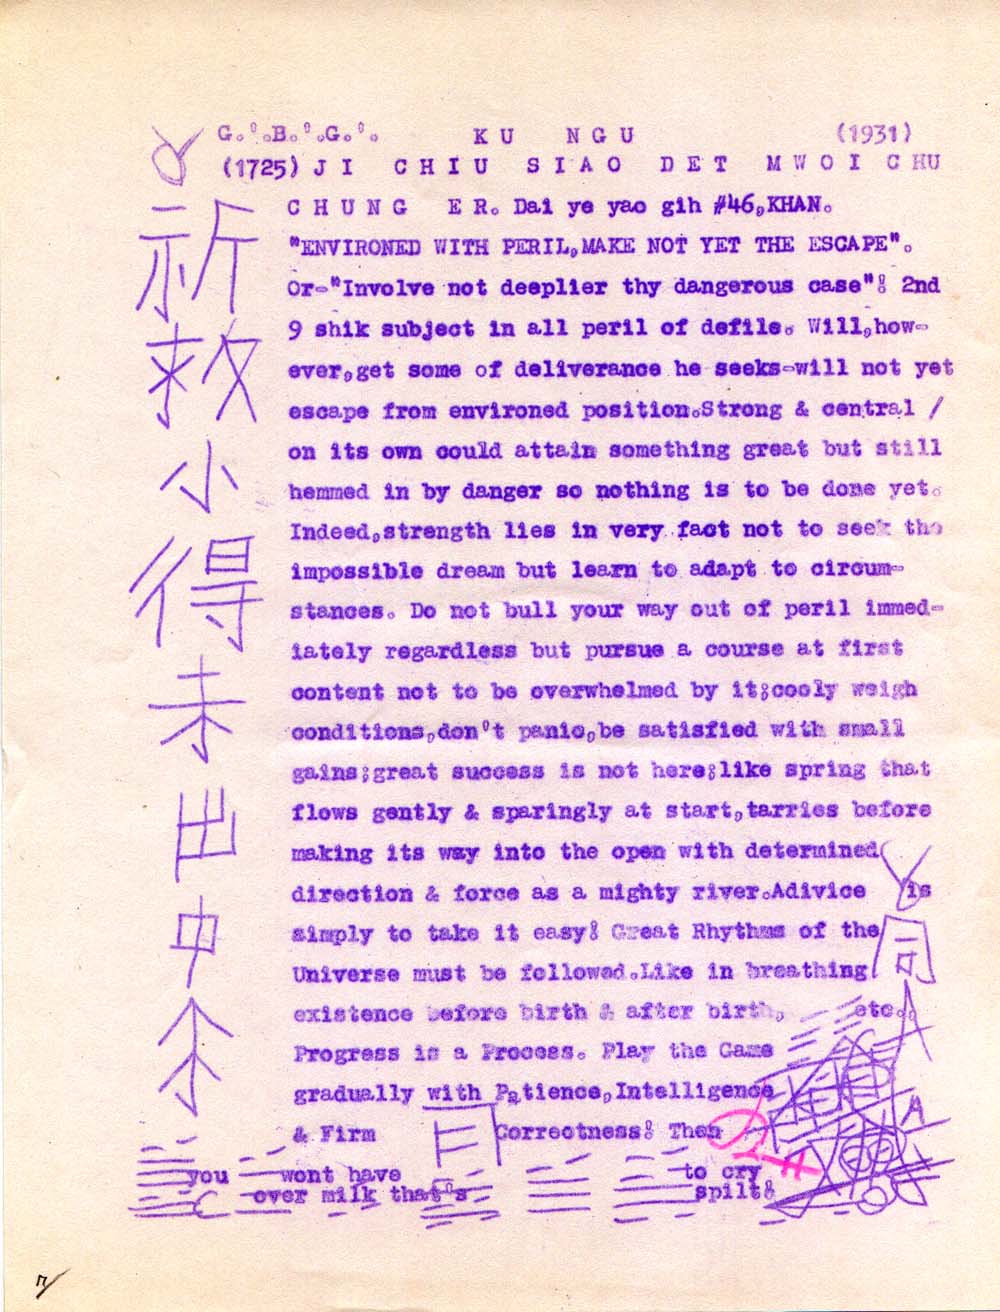 G.'.B.'.G.'. KU NGU (1931)
(1725) JI CHIU SIAO DET MWOI CHU
CHUNG ER. Dai ye yao gih #46,KHAN.
"ENVIRONED WITH PERIL,MAKE NOT YET THE ESCAPE".
Or-"Involve not deeplier thy dangerous case"! 2nd
9 shik subject in all peril of defile. Will,how-
ever,get some of deliverance he seeks-will not yet
escape from environed position.Strong & central /
on its own could attain something great but still
hemmed in by danger so nothing is to be done yet.
Indeed,strength lies in very fact not to seek the
impossible dream but learn to adapt to circum-
stances. Do not bull your way out of peril immed-
iately regardless but pursue a course at first
content not to be overwhelmed by it;cooly weigh
conditions,don't panic,be satisfied with small
gains;great success is not here;like spring that
flows gently & sparingly at start,tarries before
making its way into the open with determined
direction & force as a mighty river.Adivice is
simply to take it easy! Great Rhythms of the
Universe must be followed.Like in breathing
existence before birth & after birth, etc..
Progress is a Process. Play the Game
gradually with Patience,Intelligence
& Firm Correctness! Then
you wont have to cry
over milk that's spilt!
小
得
未
出
中